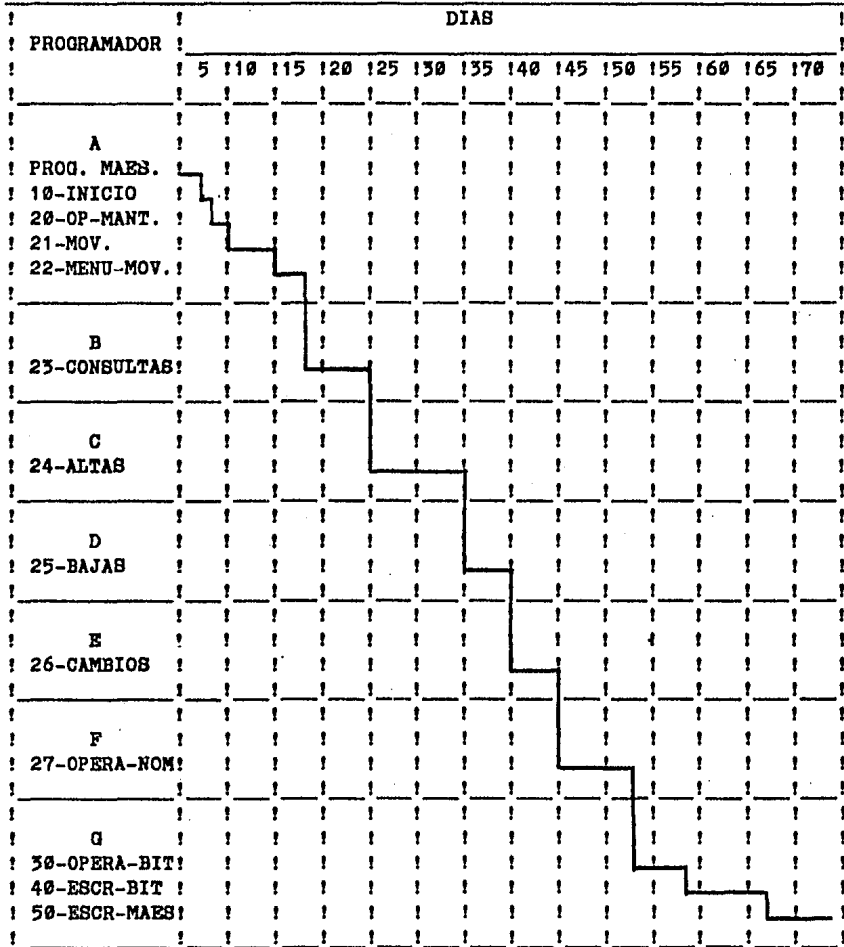 DIAS
PROGRAMADOR
5 10 15 20 25 30 35 40 45 50 55 60 65 70
A
PROG. MAES.
10-INICIO
20-OP-MANT.
21-MOV.
22-MENU-MOV.
B
23-CONSULTAS
C
24-ALTAS
D
25-BAJAS
E
26-CAMBIOS
F
27-OPERA-NOM
G
30-OPERA-BIT
40-ESCR-BIT
50-ESCR-MAES